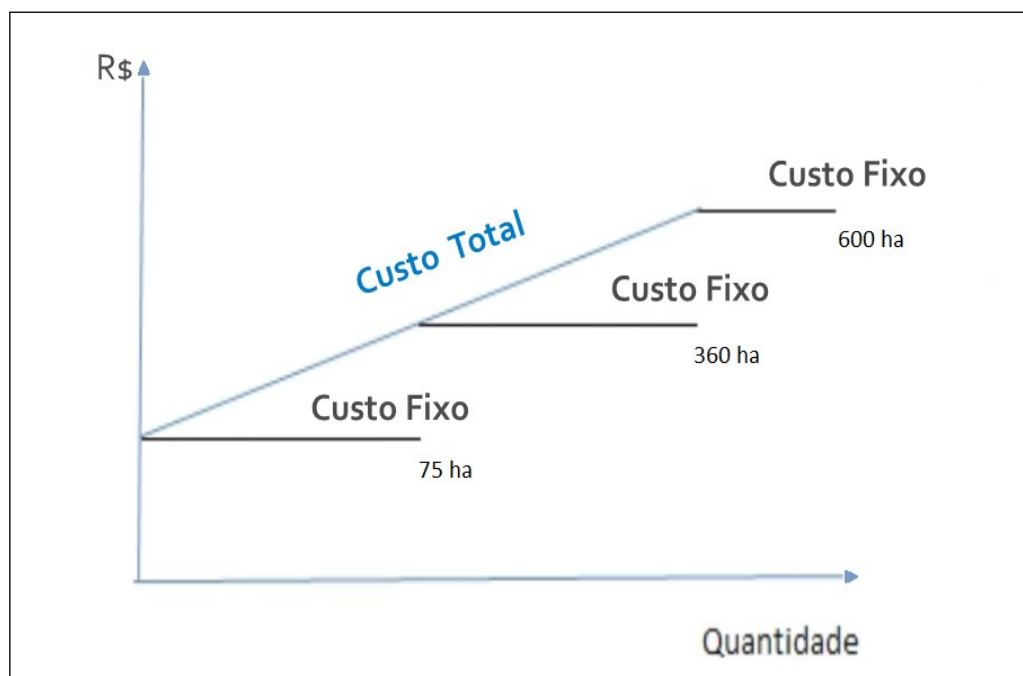 R$
Custo Fixo
600 ha
Custo Total
Custo Fixo
360 ha
Custo Fixo
75 ha
Quantidade